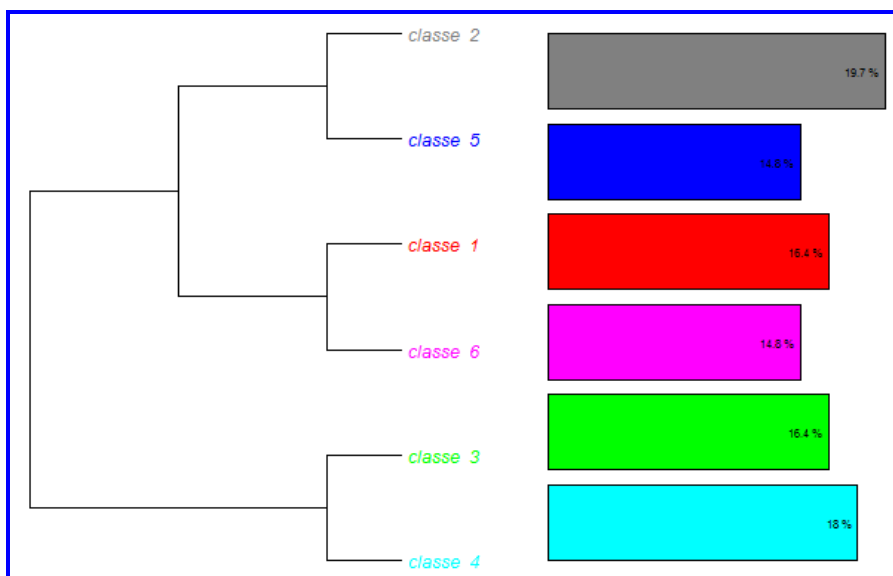 classe 2
19.7 %
classe 5
14.8 %
classe 1
16.4 %
classe 6
14.8 %
classe 3
16.4 %
classe 4
18 %